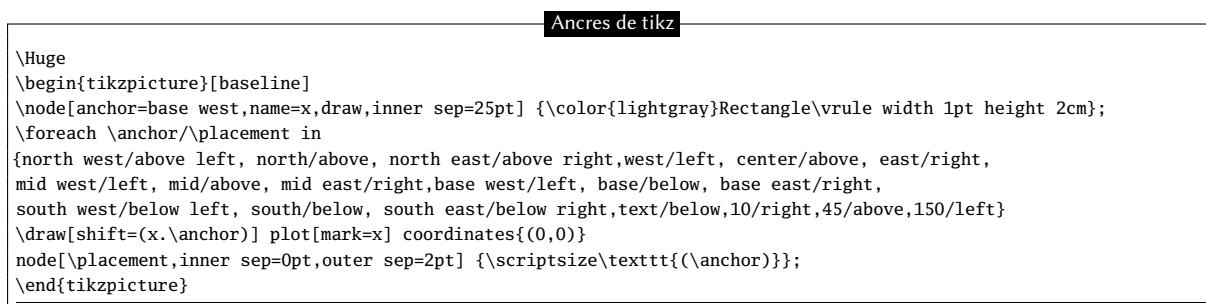 Ancres de tikz
\Huge
\begin{tikzpicture}[baseline]
\node[anchor=base west,name=x,draw,inner sep=25pt] {\color{lightgray}Rectangle\vrule width 1pt height 2cm};
\foreach \anchor/\placement in
{north west/above left, north/above, north east/above right,west/left, center/above, east/right,
mid west/left, mid/above, mid east/right,base west/left, base/below, base east/right,
south west/below left, south/below, south east/below right,text/below,10/right,45/above,150/left}
\draw[shift=(x.\anchor)] plot[mark=x] coordinates{(0,0)}
node[\placement,inner sep=0pt,outer sep=2pt] {\scriptsize\texttt{(\anchor)}};
\end{tikzpicture}